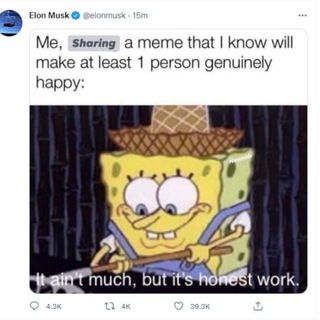 Elon Musk @elonmusk · 15m
Me, Sharing a meme that I know will
make at least 1 person genuinely
happy:
It ain't much, but it's honest work.
4.3K 4K 39.3K